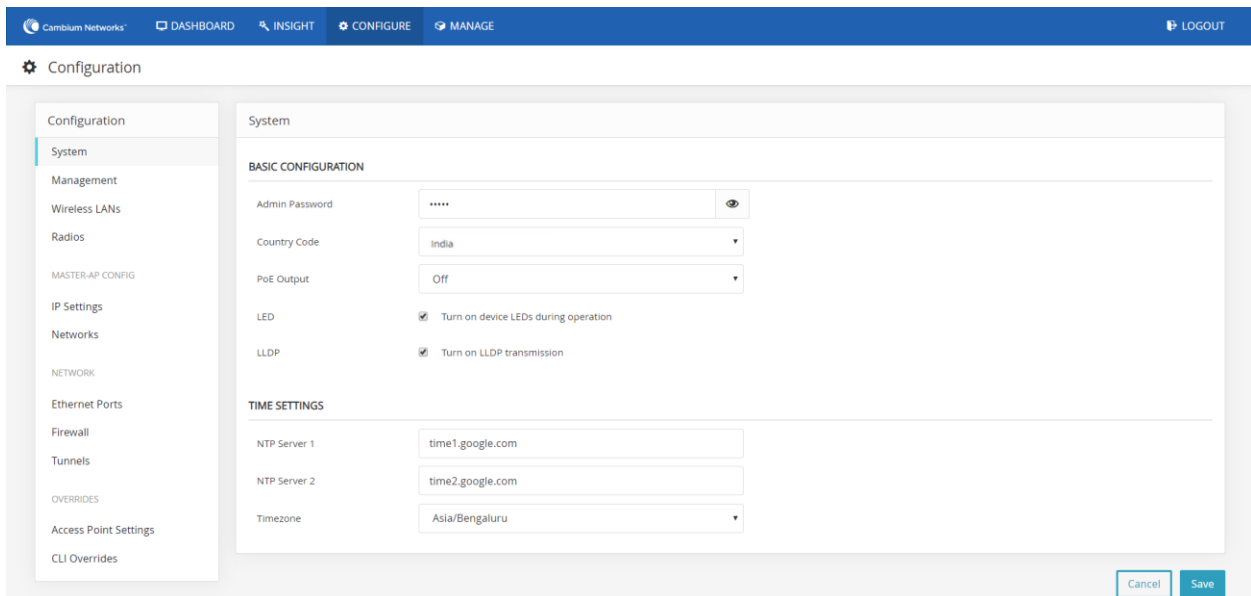 Cambium Networks™ DASHBOARD INSIGHT CONFIGURE MANAGE LOGOUT
Configuration
Configuration
System
Management
Wireless LANs
Radios
MASTER-AP CONFIG
IP Settings
Networks
NETWORK
Ethernet Ports
Firewall
Tunnels
OVERRIDES
Access Point Settings
CLI Overrides
System
BASIC CONFIGURATION
Admin Password •••••
Country Code India
PoE Output Off
LED Turn on device LEDs during operation
LLDP Turn on LLDP transmission
TIME SETTINGS
NTP Server 1 time1.google.com
NTP Server 2 time2.google.com
Timezone Asia/Bengaluru
Cancel Save